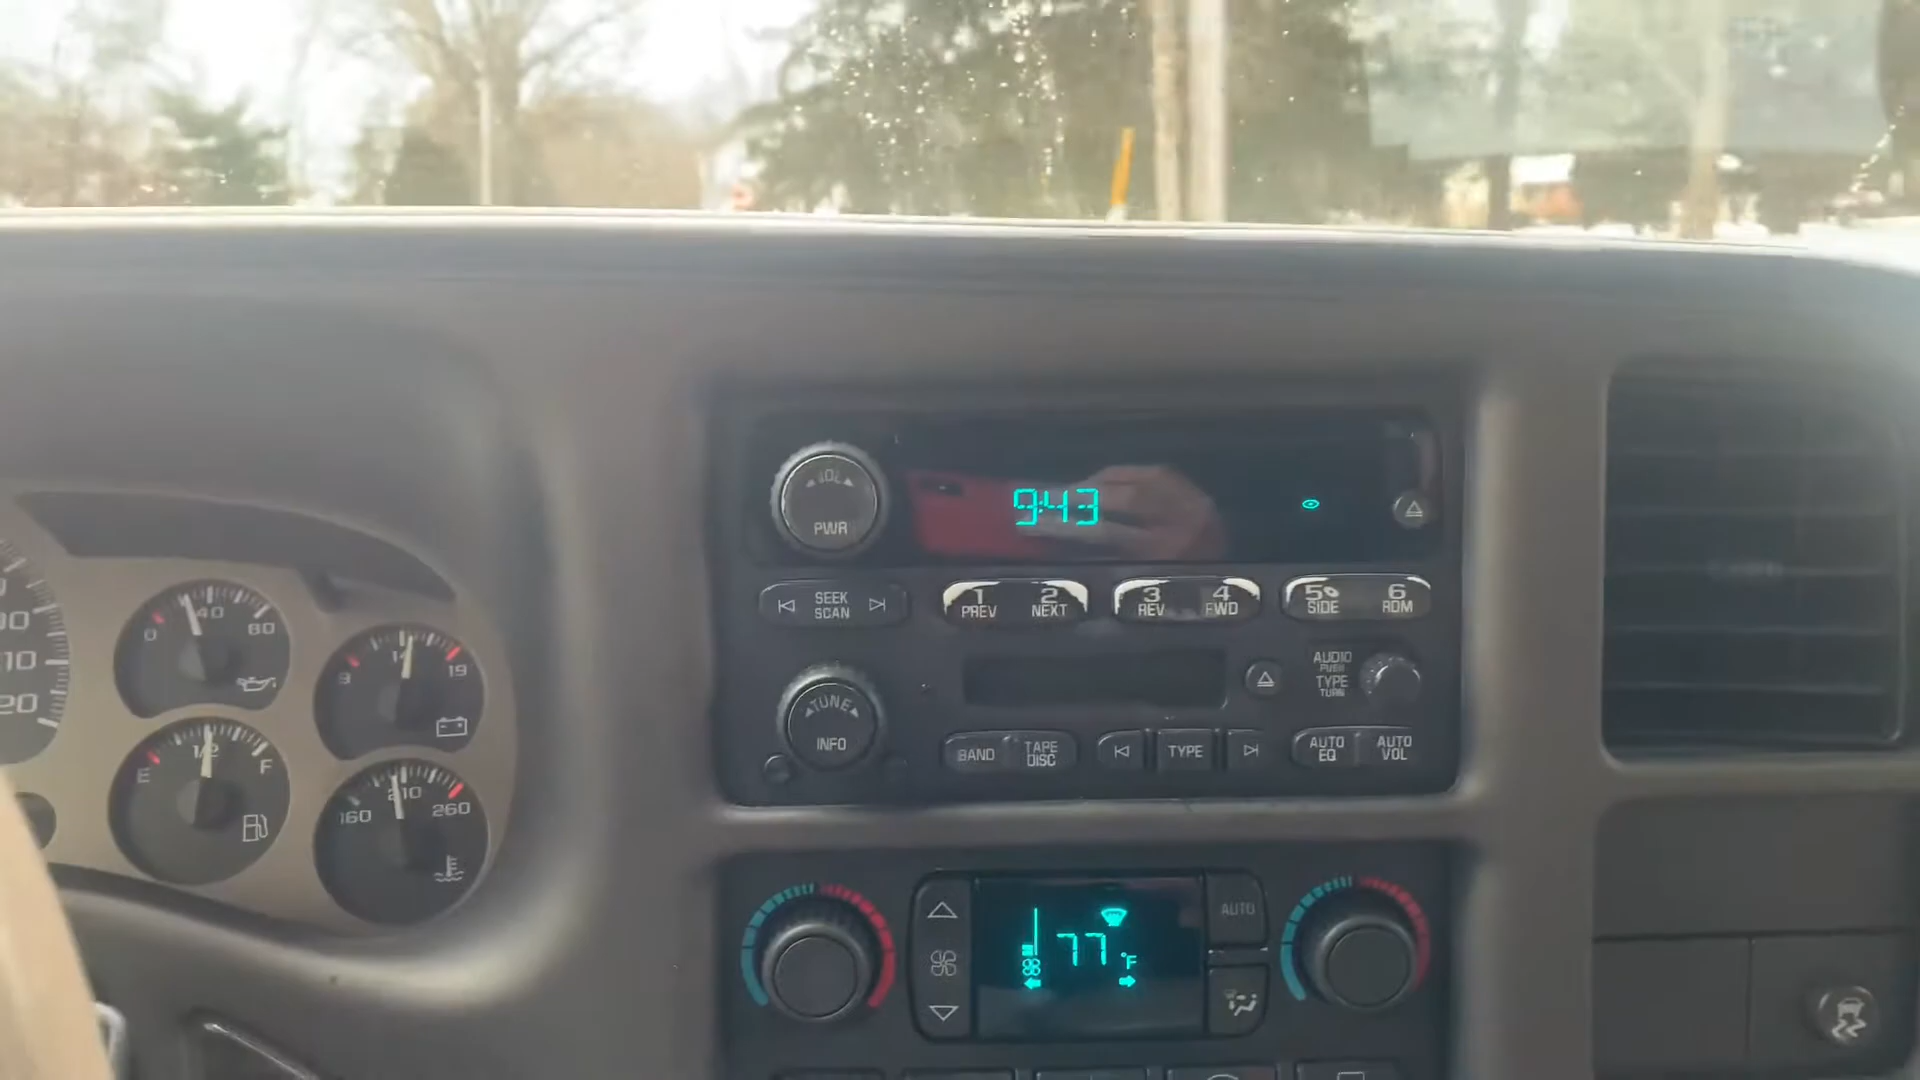 VOL
PWR
9:43
SEEK
SCAN
1
PREV
2
NEXT
3
REV
4
FWD
5
SIDE
6
RDM
AUDIO
PUSH
TYPE
TURN
TUNE
INFO
BAND
TAPE
DISC
TYPE
AUTO
EQ
AUTO
VOL
AUTO
77 °F
0 40 80
9 19
E 1/2 F
160 210 260